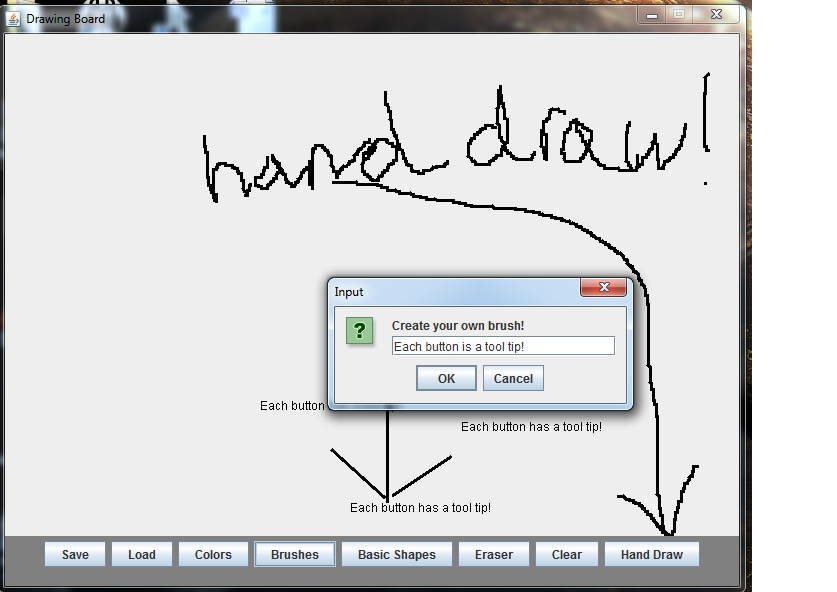 Drawing Board
hand draw!
Input
Create your own brush!
Each button is a tool tip!
OK Cancel
Each button
Each button has a tool tip!
Each button has a tool tip!
Save Load Colors Brushes Basic Shapes Eraser Clear Hand Draw